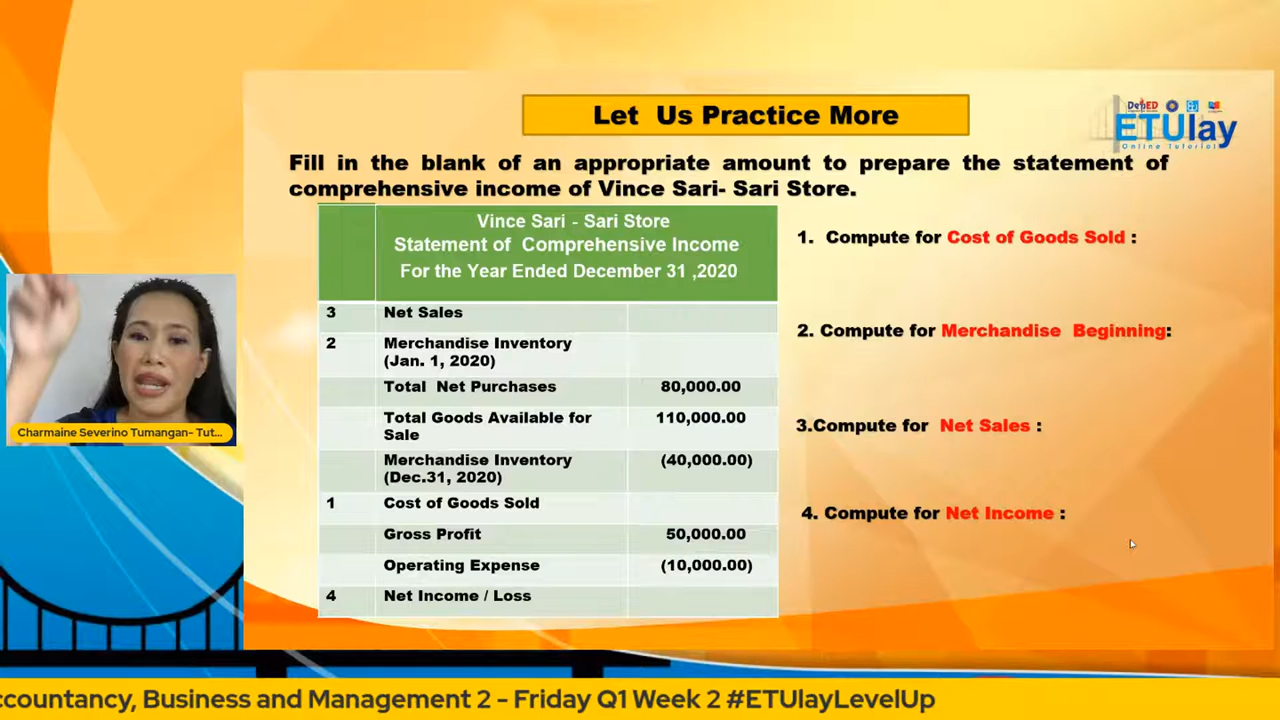 Let Us Practice More
DepED
ETUlay
Online Tutorial
Fill in the blank of an appropriate amount to prepare the statement of
comprehensive income of Vince Sari- Sari Store.
Vince Sari - Sari Store
Statement of Comprehensive Income
For the Year Ended December 31 ,2020
3 Net Sales
2 Merchandise Inventory
(Jan. 1, 2020)
Total Net Purchases 80,000.00
Total Goods Available for 110,000.00
Sale
Merchandise Inventory (40,000.00)
(Dec.31, 2020)
1 Cost of Goods Sold
Gross Profit 50,000.00
Operating Expense (10,000.00)
4 Net Income / Loss
1. Compute for Cost of Goods Sold :
2. Compute for Merchandise Beginning:
3.Compute for Net Sales :
4. Compute for Net Income :
Charmaine Severino Tumangan- Tut...
ccountancy, Business and Management 2 - Friday Q1 Week 2 #ETUlayLevelUp